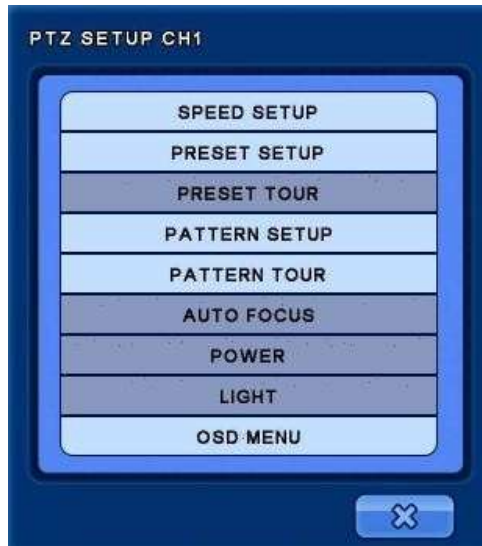 PTZ SETUP CH1
SPEED SETUP
PRESET SETUP
PRESET TOUR
PATTERN SETUP
PATTERN TOUR
AUTO FOCUS
POWER
LIGHT
OSD MENU